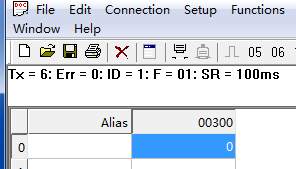 File Edit Connection Setup Functions
Window Help
05 06
Tx = 6: Err = 0: ID = 1: F = 01: SR = 100ms
Alias 00300
0 0